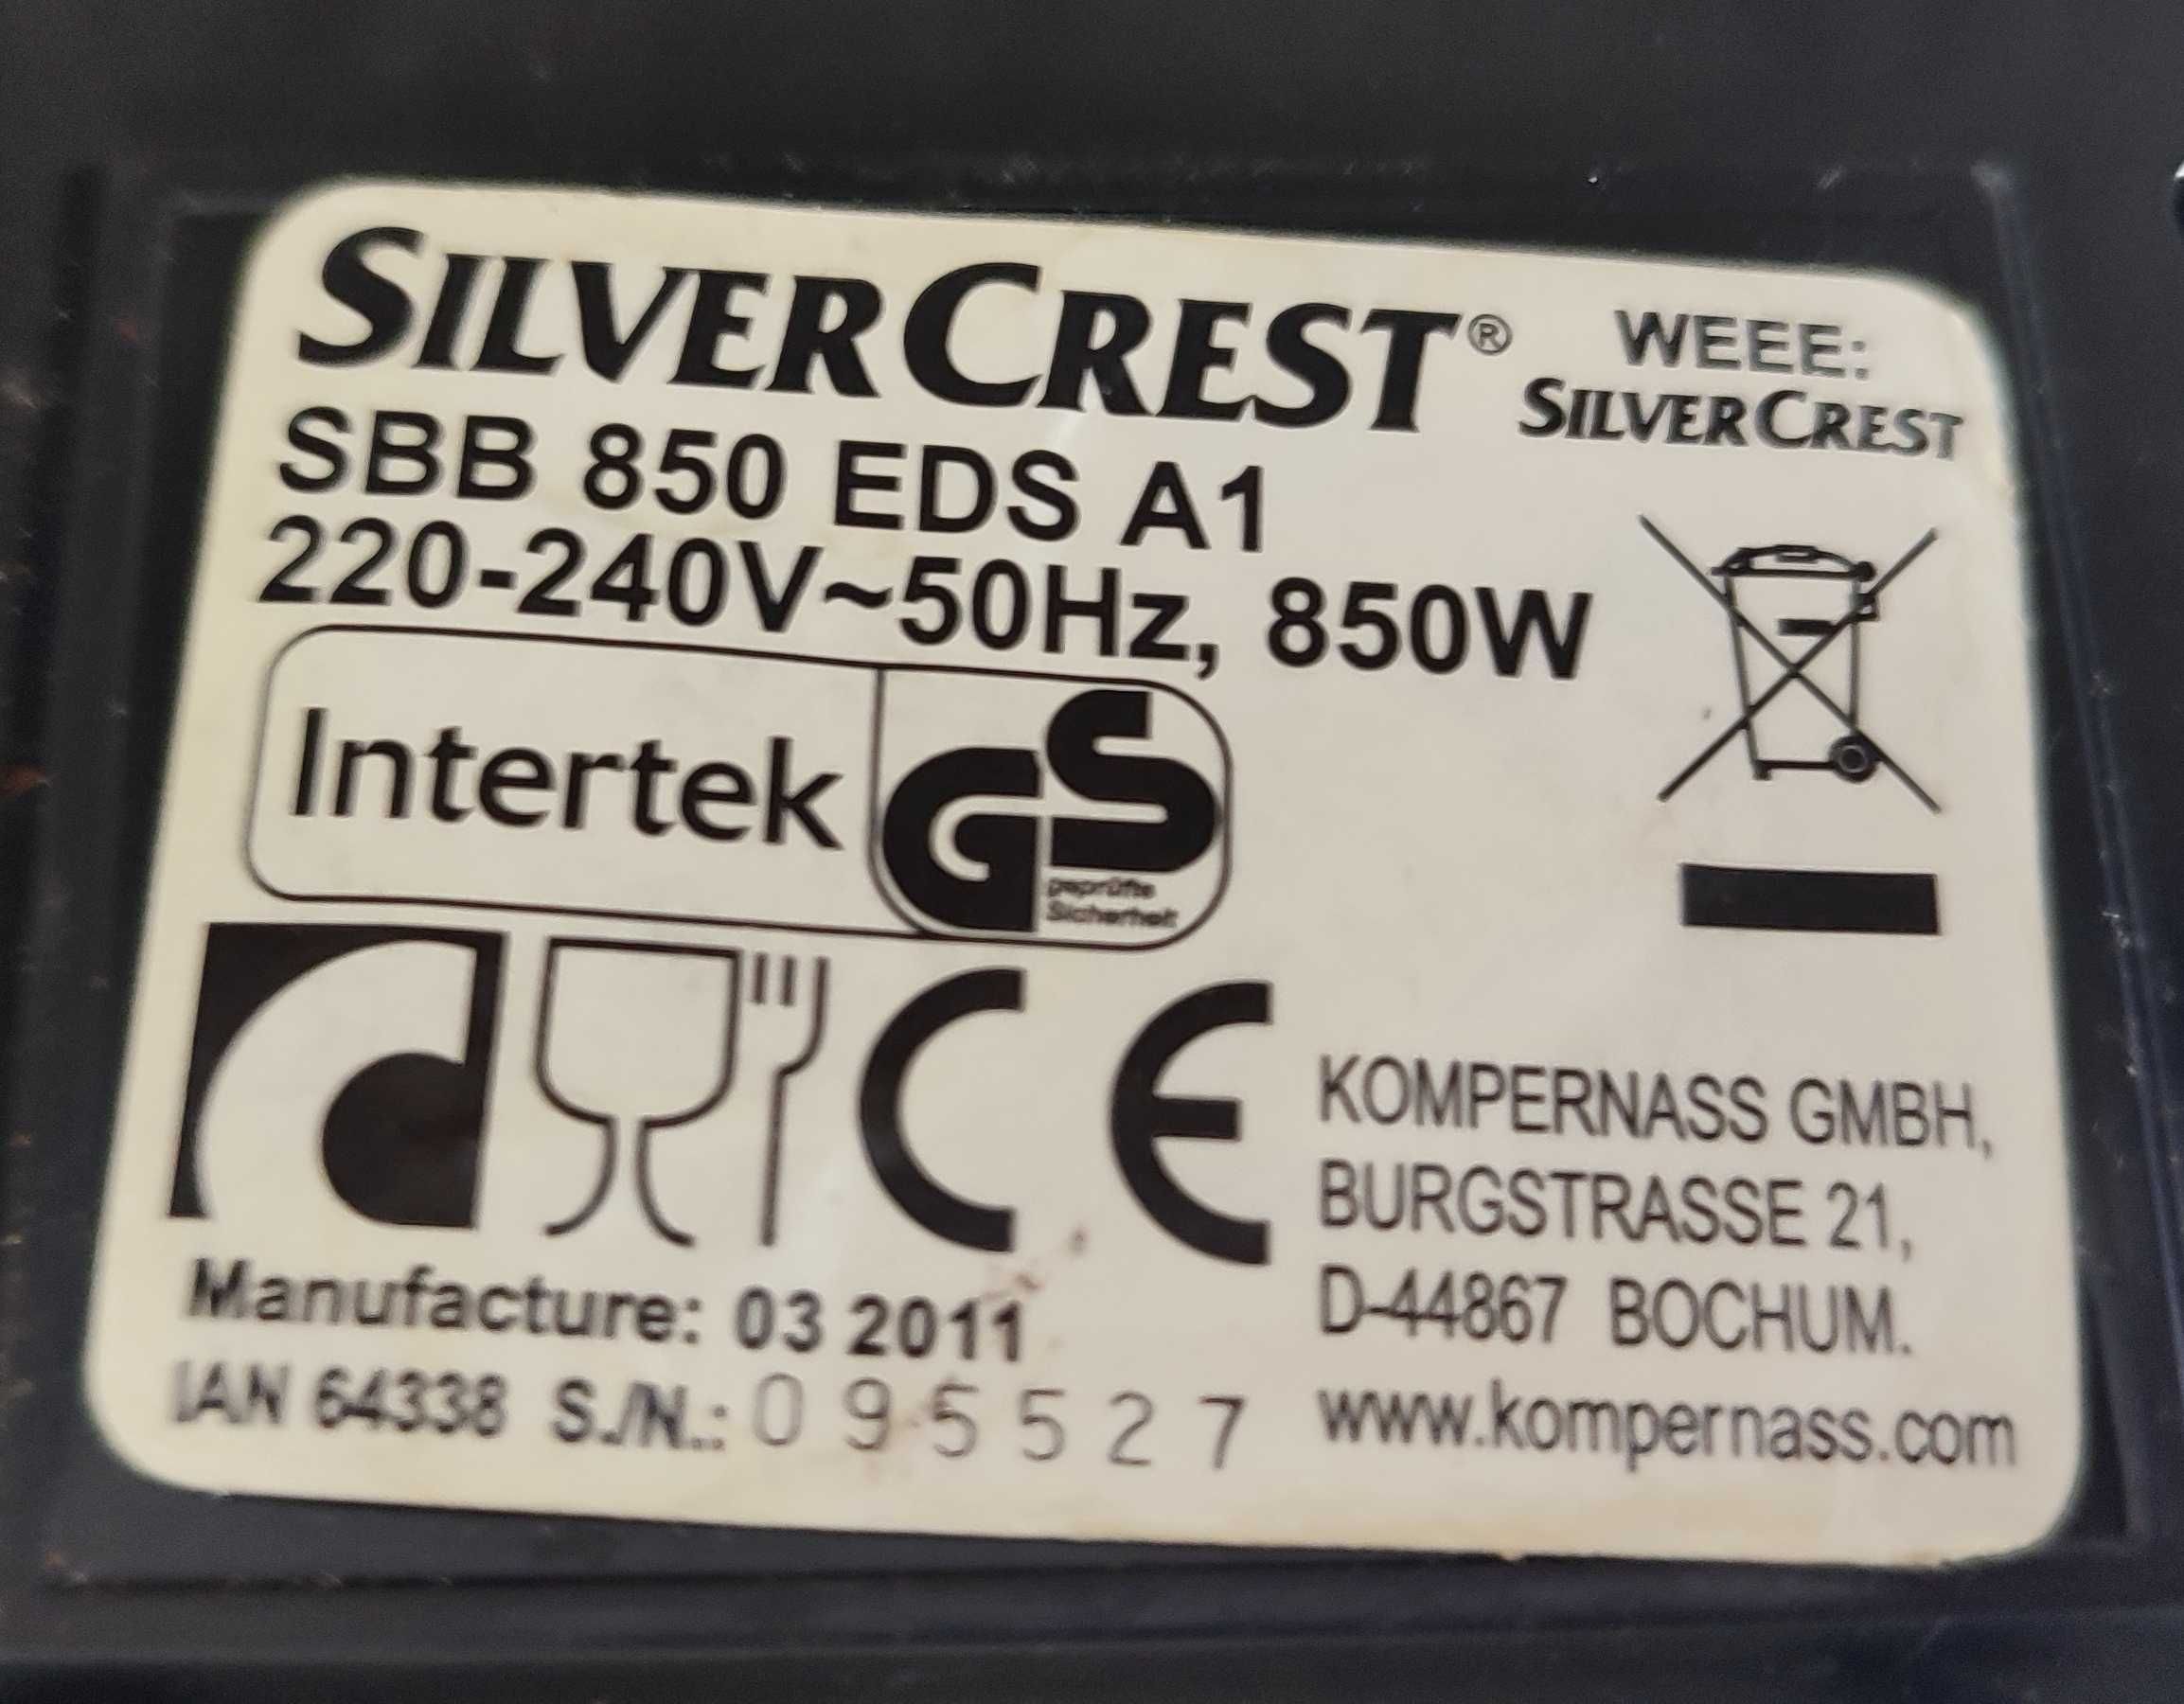 SILVERCREST®
WEEE:
SILVERCREST
SBB 850 EDS A1
220-240V~50Hz, 850W
Intertek
GS
geprüfte
Sicherheit
CE
KOMPERNASS GMBH,
BURGSTRASSE 21,
D-44867 BOCHUM.
www.kompernass.com
Manufacture: 03 2011
IAN 64338 S./N.: 095527